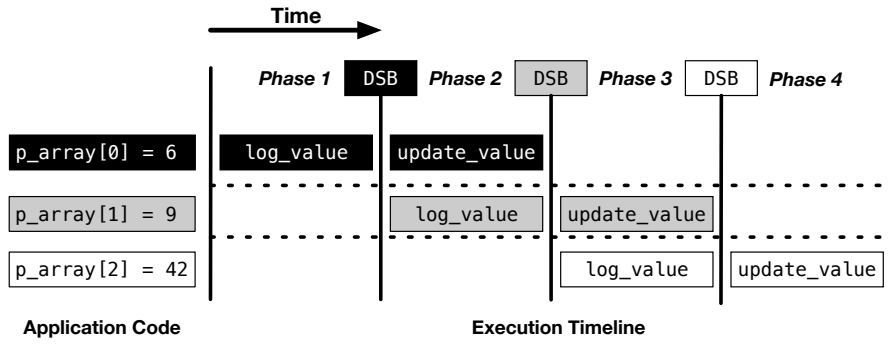 Time
Phase 1 DSB Phase 2 DSB Phase 3 DSB Phase 4
p_array[0] = 6 log_value update_value
p_array[1] = 9 log_value update_value
p_array[2] = 42 log_value update_value
Application Code Execution Timeline